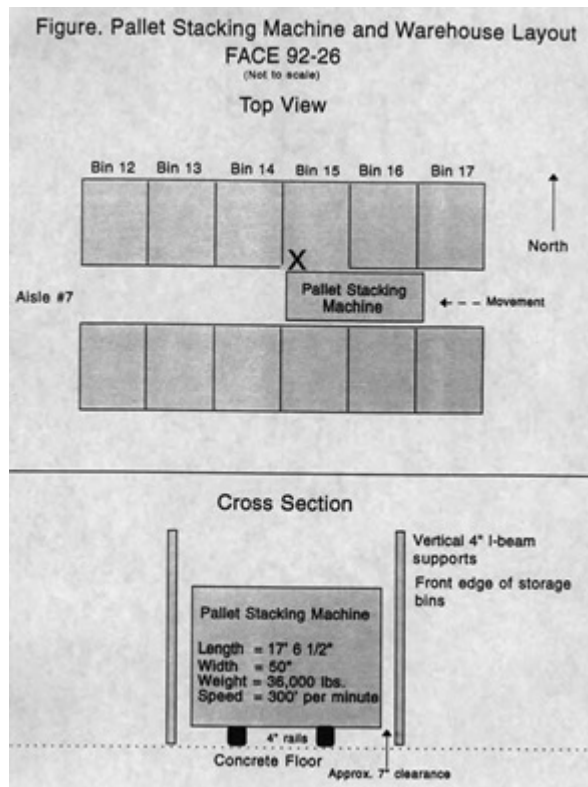 Figure. Pallet Stacking Machine and Warehouse Layout
FACE 92-26
(Not to scale)
Top View
Bin 12 Bin 13 Bin 14 Bin 15 Bin 16 Bin 17
North
X
Aisle #7
Pallet Stacking
Machine
Movement
Cross Section
Vertical 4" I-beam
supports
Front edge of storage
bins
Pallet Stacking Machine
Length = 17' 6 1/2"
Width = 50"
Weight = 36,000 lbs.
Speed = 300' per minute
4" rails
Concrete Floor
Approx. 7" clearance